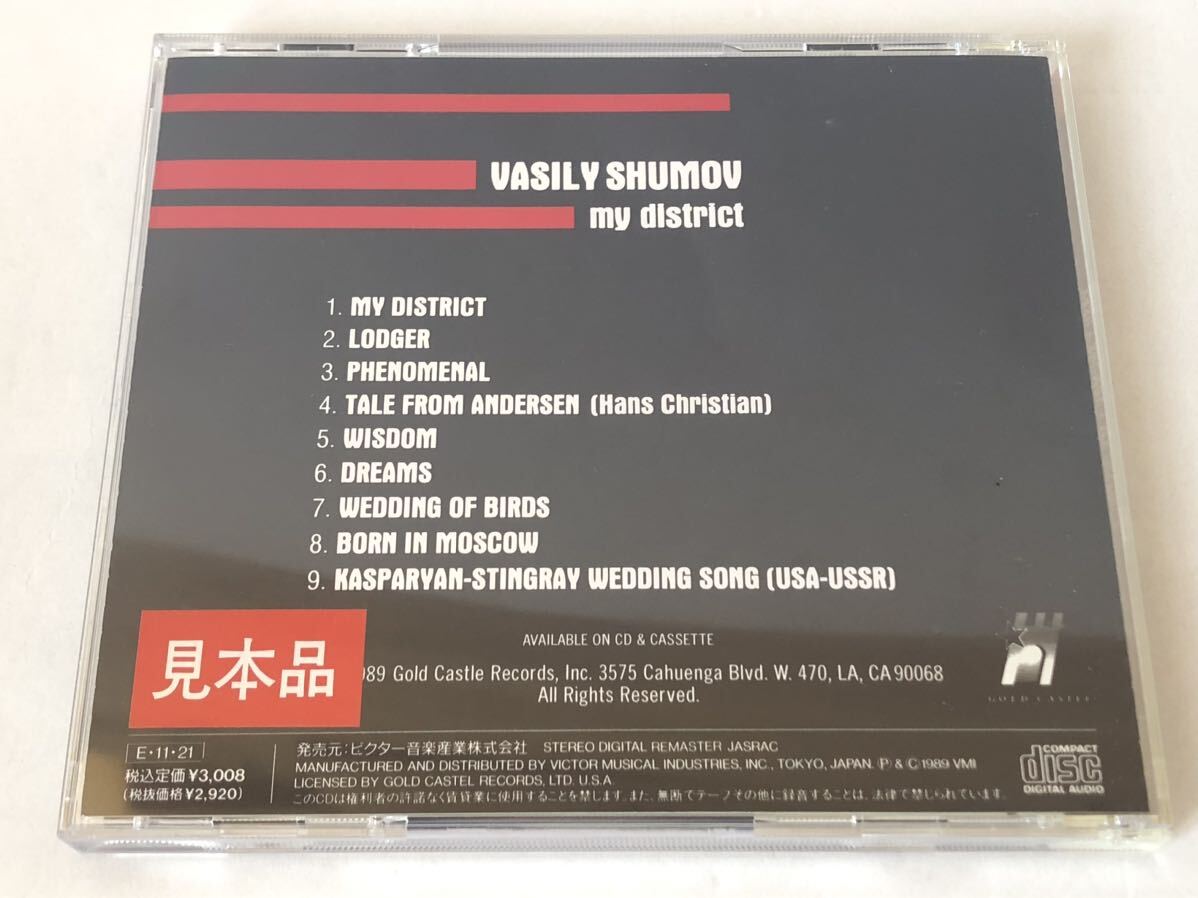 VASILY SHUMOV
my district
1. MY DISTRICT
2. LODGER
3. PHENOMENAL
4. TALE FROM ANDERSEN (Hans Christian)
5. WISDOM
6. DREAMS
7. WEDDING OF BIRDS
8. BORN IN MOSCOW
9. KASPARYAN-STINGRAY WEDDING SONG (USA-USSR)
AVAILABLE ON CD & CASSETTE
見本品
89 Gold Castle Records, Inc. 3575 Cahuenga Blvd. W. 470, LA, CA 90068
All Rights Reserved.
GOLD CASTLE
E・11・21
税込定価¥3,008
(税抜価格¥2,920)
発売元:ビクター音楽産業株式会社 STEREO DIGITAL REMASTER JASRAC
MANUFACTURED AND DISTRIBUTED BY VICTOR MUSICAL INDUSTRIES, INC., TOKYO, JAPAN. Ⓟ & © 1989 VMI
LICENSED BY GOLD CASTEL RECORDS, LTD. U.S.A.
このCDは権利者の許諾なく賃貸業に使用することを禁じます。また、無断でテープその他に録音することは、法律で禁じられています。
COMPACT
disc
DIGITAL AUDIO